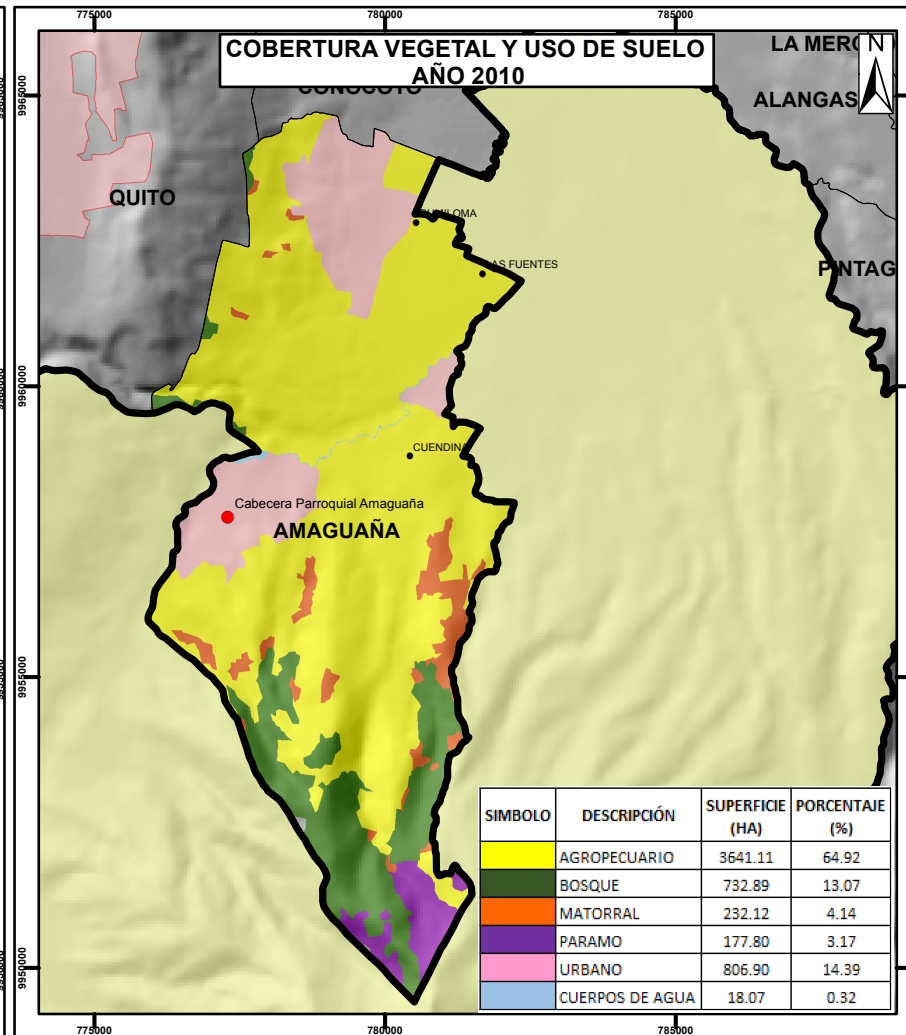 775000
780000
785000
COBERTURA VEGETAL Y USO DE SUELO
AÑO 2010
N
CONOCOTO
ALANGAS
9965000
QUITO
LAS FUENTES
PINTAG
9960000
CUENDINA
Cabecera Parroquial Amaguaña
AMAGUAÑA
9955000
SIMBOLO DESCRIPCIÓN SUPERFICIE (HA) PORCENTAJE (%)
AGROPECUARIO 3641.11 64.92
BOSQUE 732.89 13.07
MATORRAL 232.12 4.14
PARAMO 177.80 3.17
URBANO 806.90 14.39
CUERPOS DE AGUA 18.07 0.32
9950000
775000
780000
785000